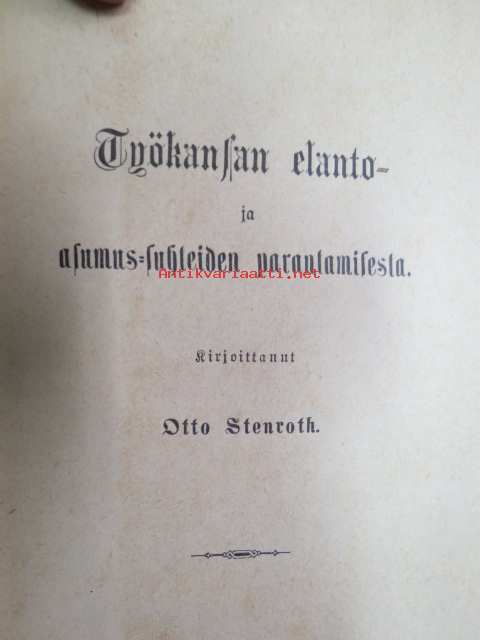 Työkansan elanto-
ja
asumus-suhteiden parantamisesta.
Antikvariaatti.net
Kirjoittanut
Otto Stenroth.